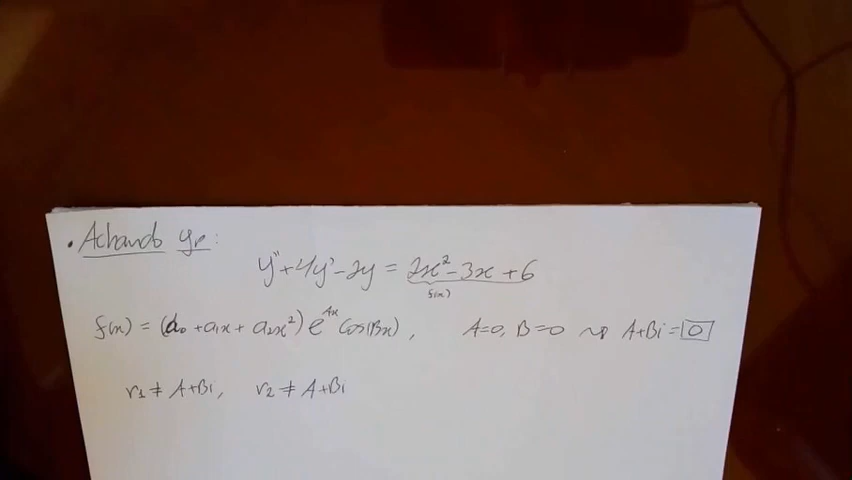 • Achando yp:
y'' + 4y' - 2y = 2x² - 3x + 6
f(x)
f(x) = (a₀ + a₁x + a₂x²) e^{Ax} cos(Bx), A=0, B=0 ⇝ A+Bi = 0
r₁ ≠ A+Bi, r₂ ≠ A+Bi